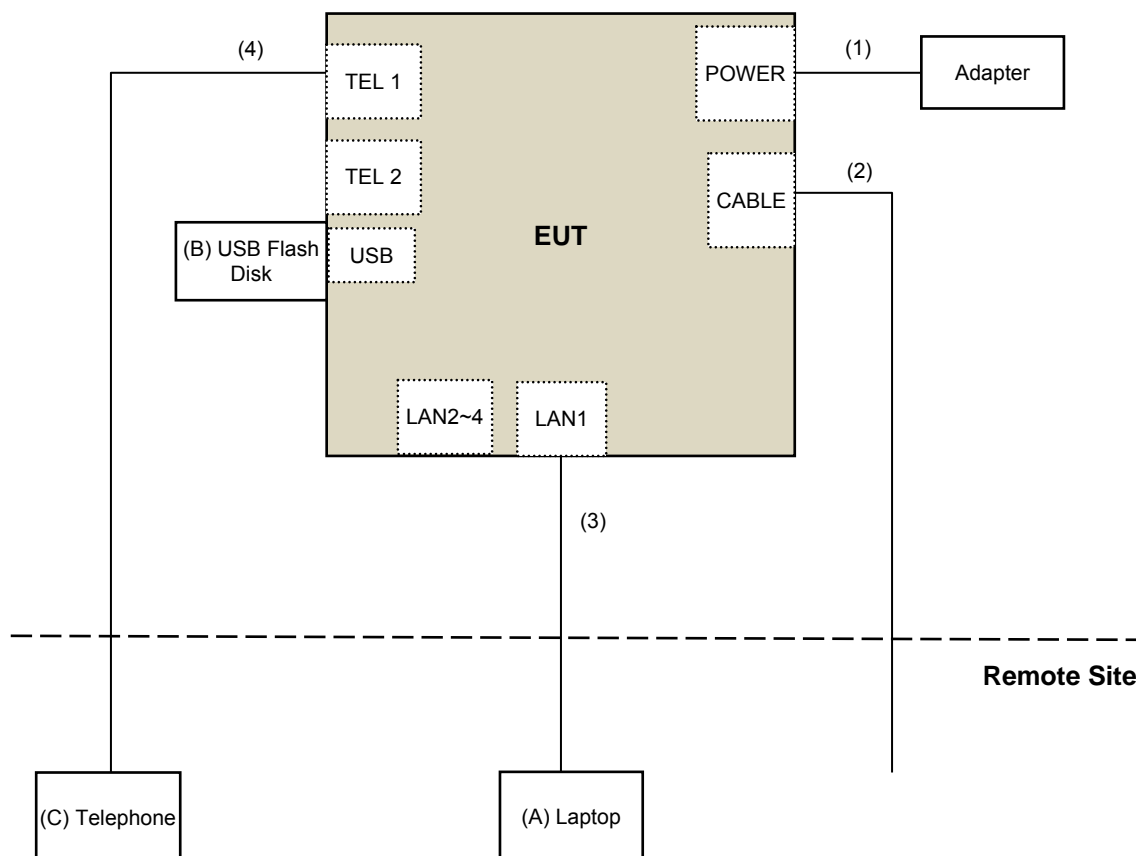 (4)
TEL 1
POWER
(1)
Adapter
TEL 2
CABLE
(2)
(B) USB Flash
Disk
USB
EUT
LAN2~4
LAN1
(3)
Remote Site
(C) Telephone
(A) Laptop